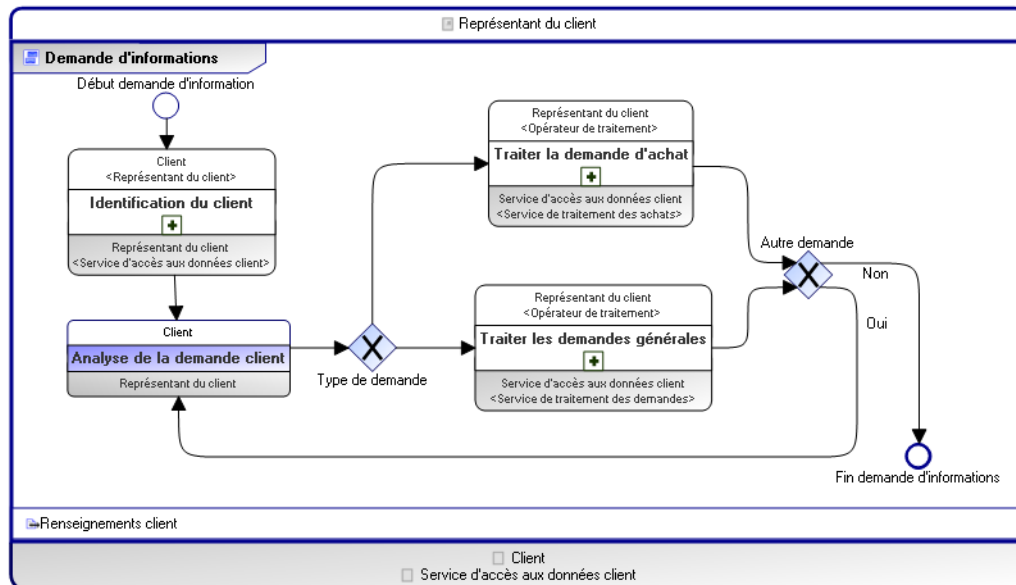 Représentant du client
Demande d'informations
Début demande d'information
Client
<Représentant du client>
Identification du client
Représentant du client
<Service d'accès aux données client>
Client
Analyse de la demande client
Représentant du client
Type de demande
Représentant du client
<Opérateur de traitement>
Traiter la demande d'achat
Service d'accès aux données client
<Service de traitement des achats>
Représentant du client
<Opérateur de traitement>
Traiter les demandes générales
Service d'accès aux données client
<Service de traitement des demandes>
Autre demande
Non
Oui
Fin demande d'informations
Renseignements client
Client
Service d'accès aux données client